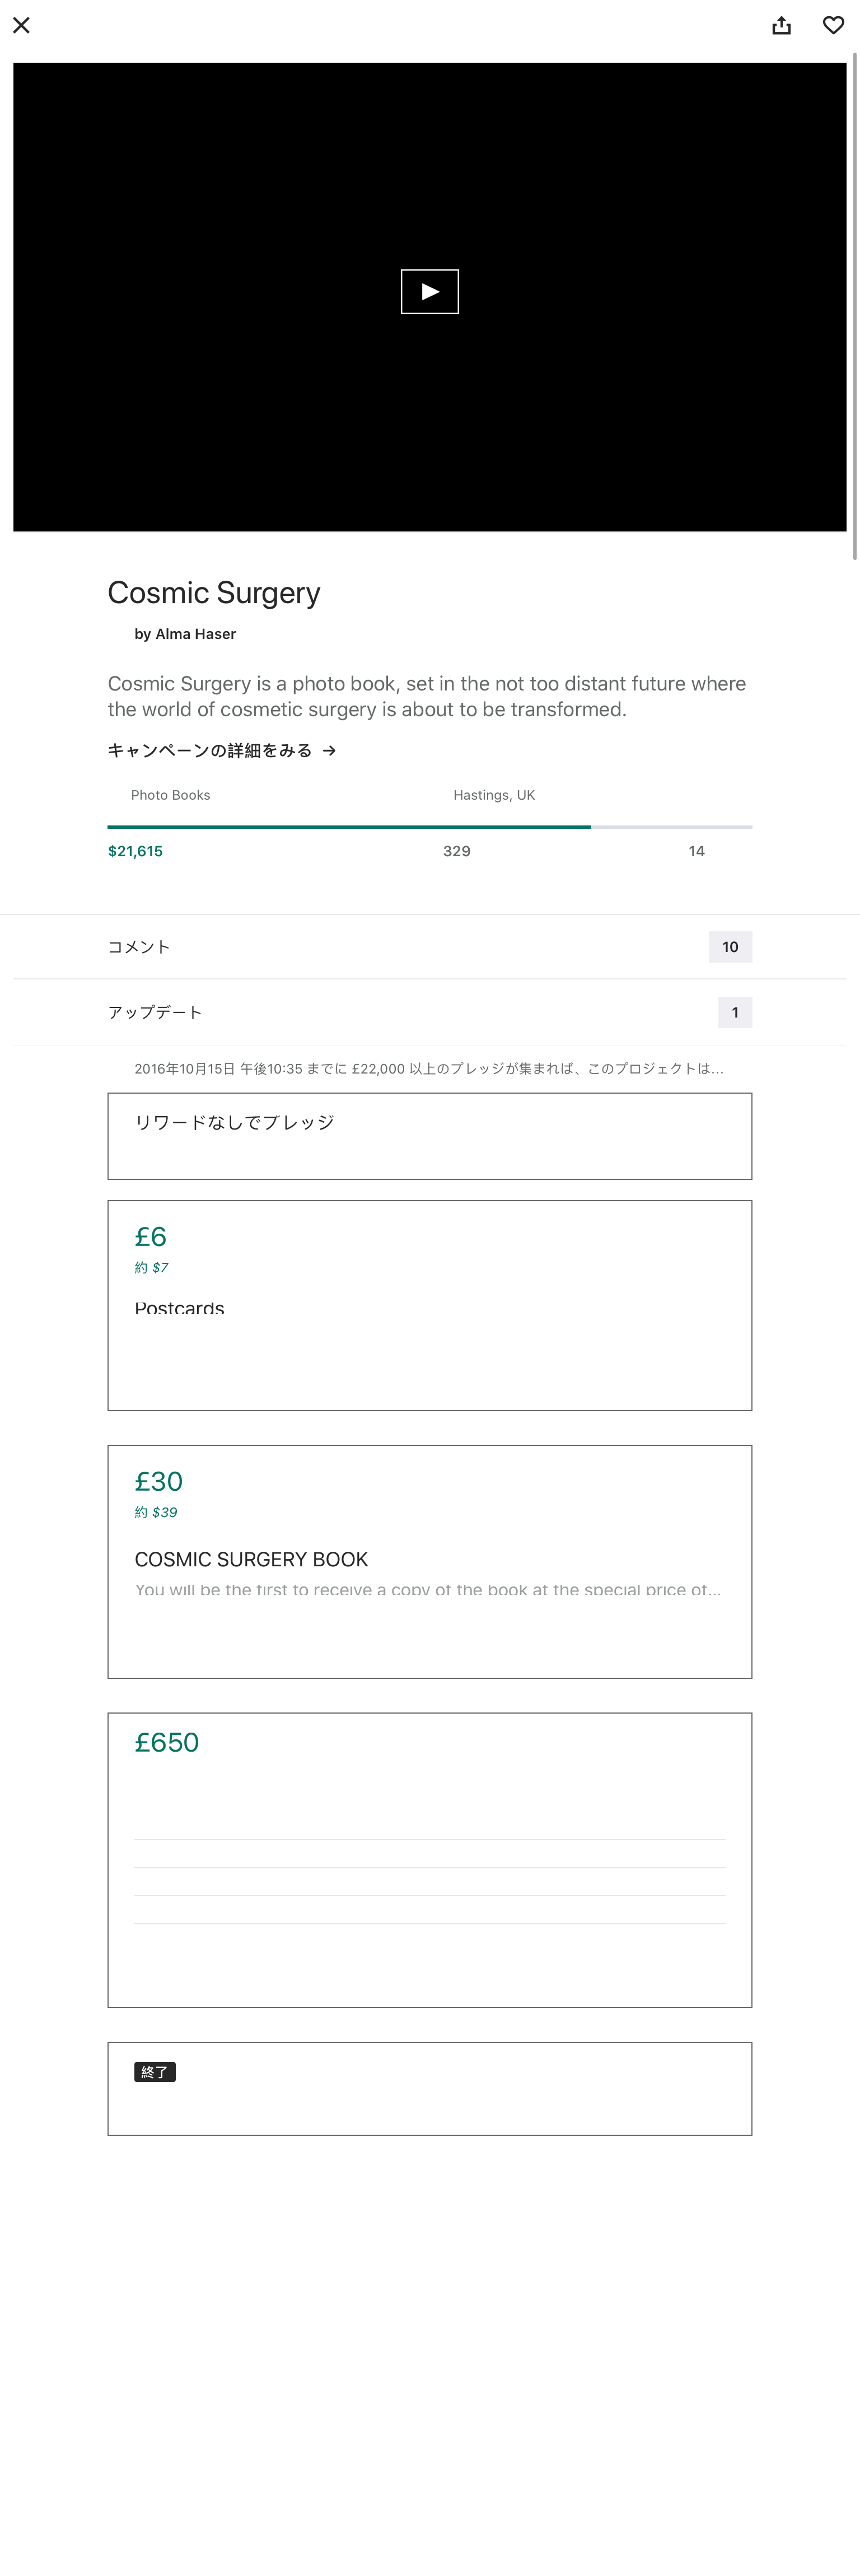 Cosmic Surgery
by Alma Haser
Cosmic Surgery is a photo book, set in the not too distant future where
the world of cosmetic surgery is about to be transformed.
キャンペーンの詳細をみる →
Photo Books
Hastings, UK
$21,615
329
14
コメント
10
アップデート
1
2016年10月15日 午後10:35 までに £22,000 以上のプレッジが集まれば、このプロジェクトは…
リワードなしでプレッジ
£6
約 $7
Postcards
£30
約 $39
COSMIC SURGERY BOOK
You will be the first to receive a copy of the book at the special price of…
£650
終了